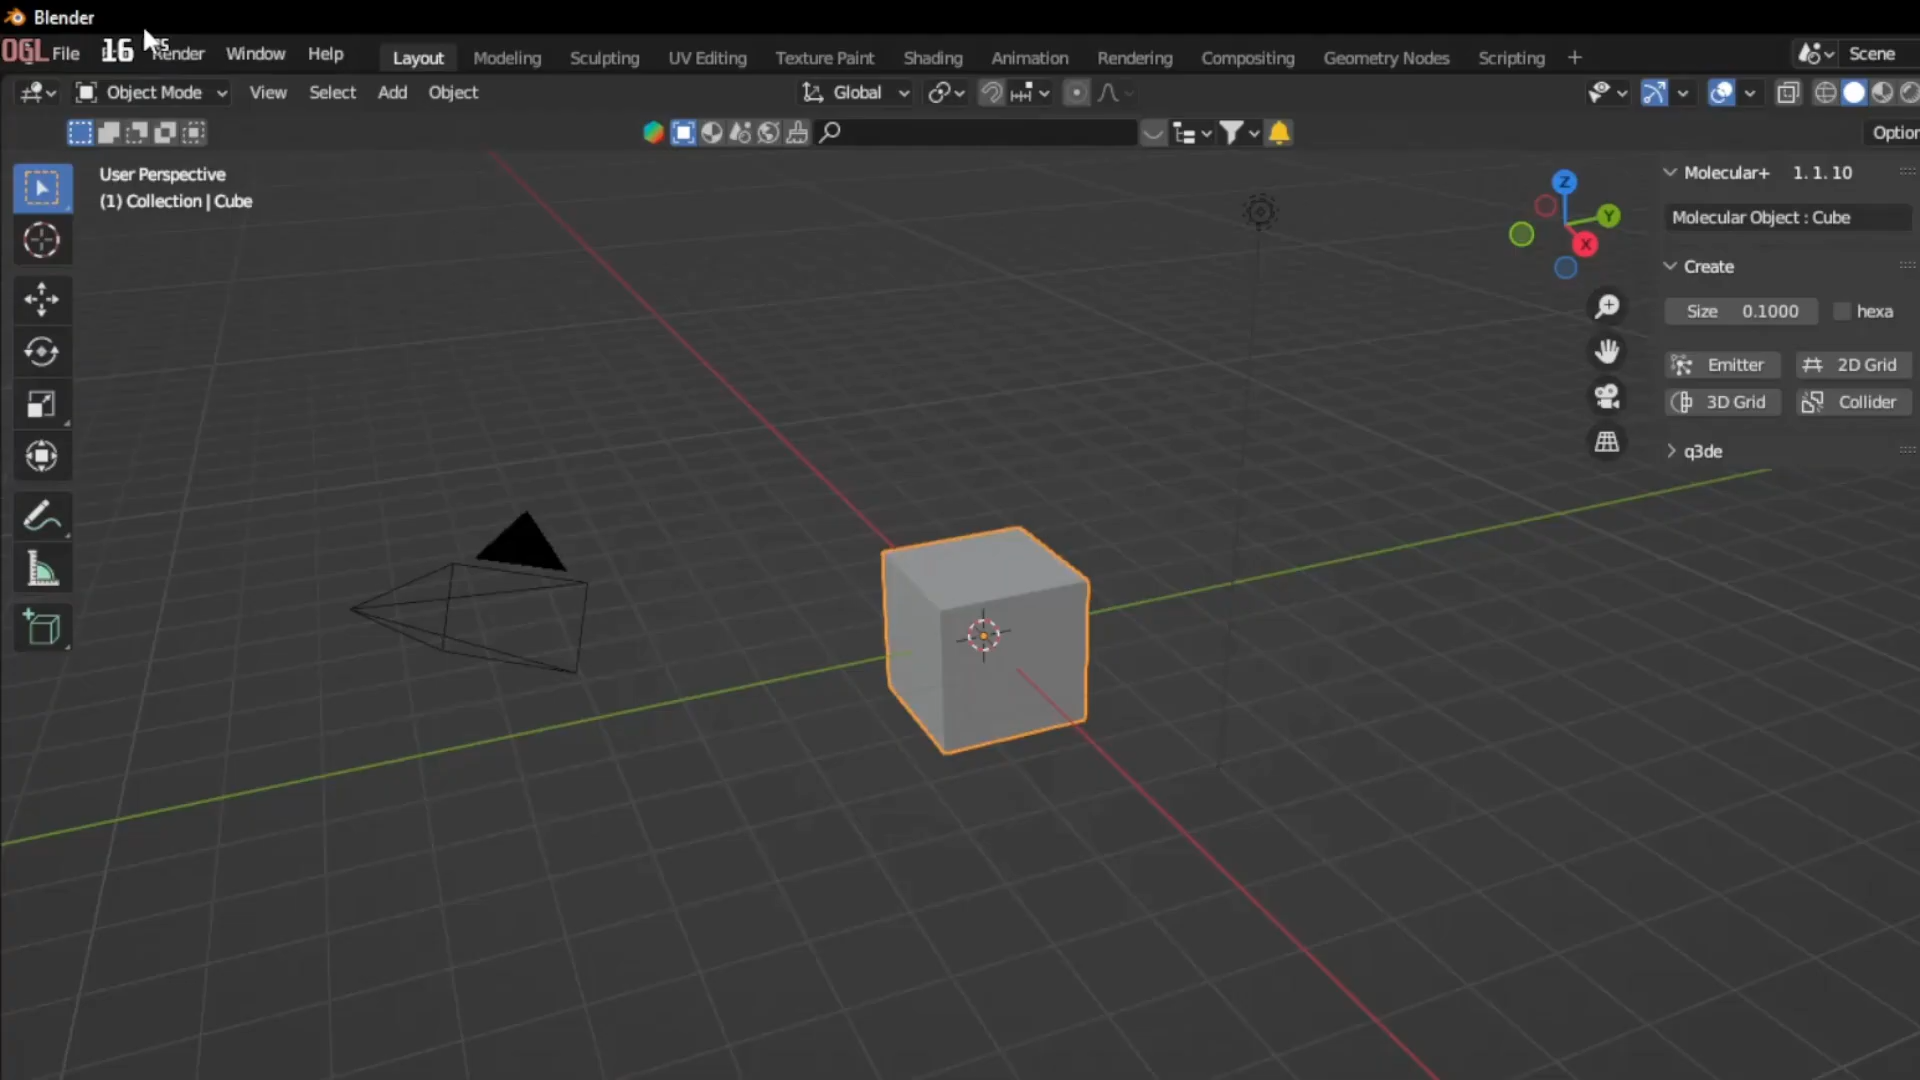 Blender
OGL 16
File Render Window Help Layout Modeling Sculpting UV Editing Texture Paint Shading Animation Rendering Compositing Geometry Nodes Scripting + Scene
Object Mode View Select Add Object Global
Option
User Perspective
(1) Collection | Cube
Z
Y
X
Molecular+ 1.1.10
Molecular Object : Cube
Create
Size 0.1000 hexa
Emitter 2D Grid
3D Grid Collider
q3de